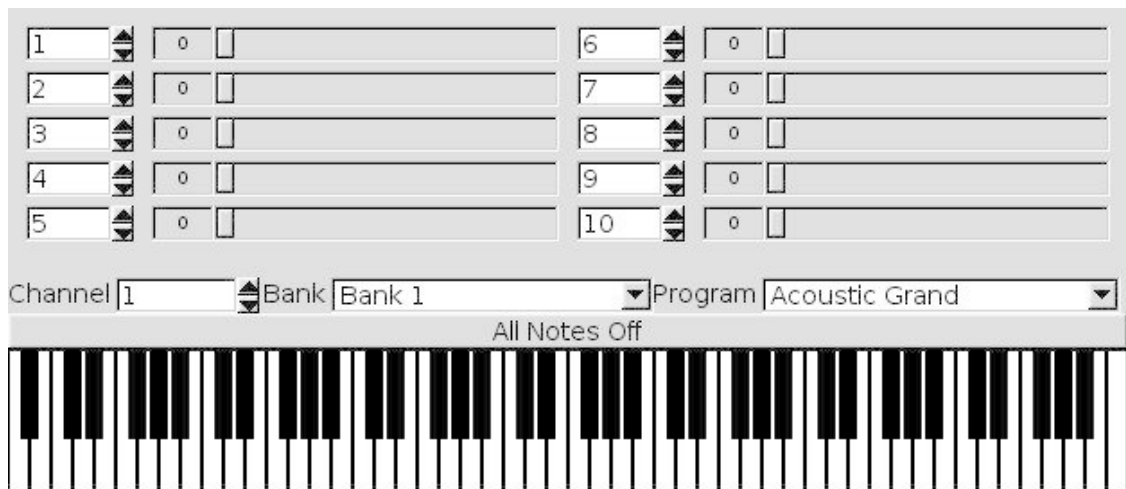 1 0 6 0
2 0 7 0
3 0 8 0
4 0 9 0
5 0 10 0
Channel 1 Bank Bank 1 Program Acoustic Grand
All Notes Off